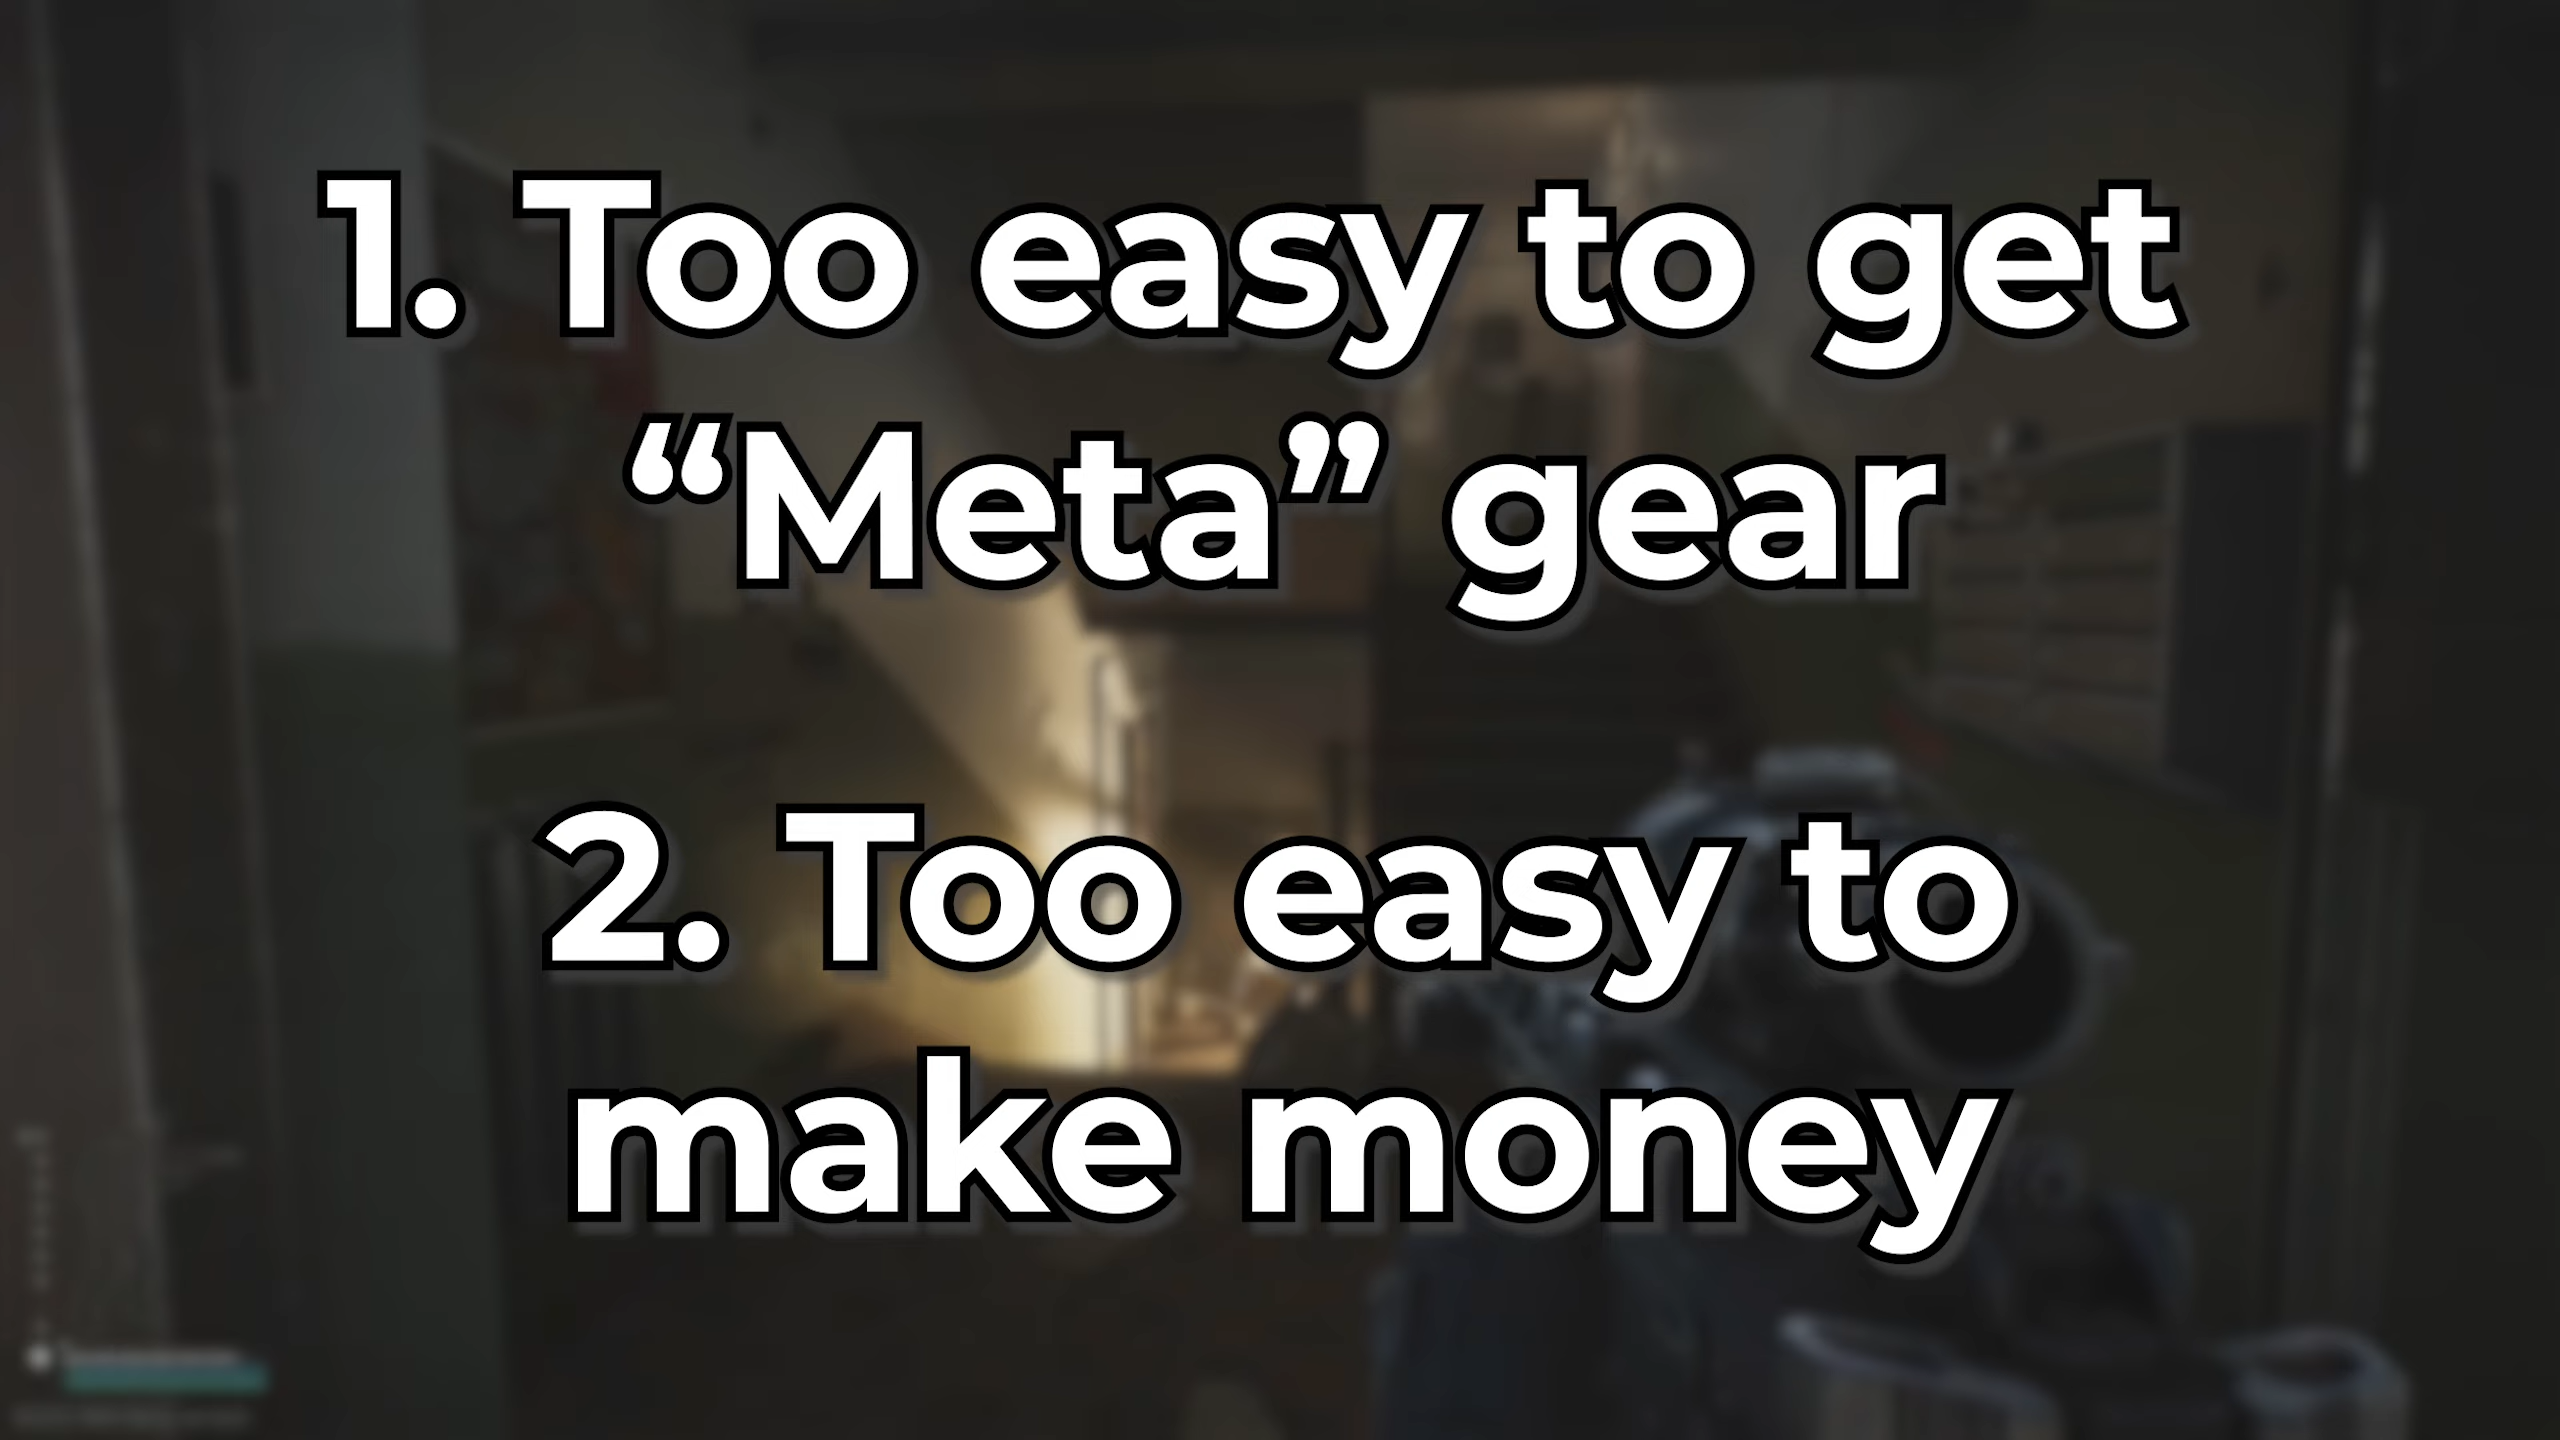 1. Too easy to get
“Meta” gear
2. Too easy to
make money